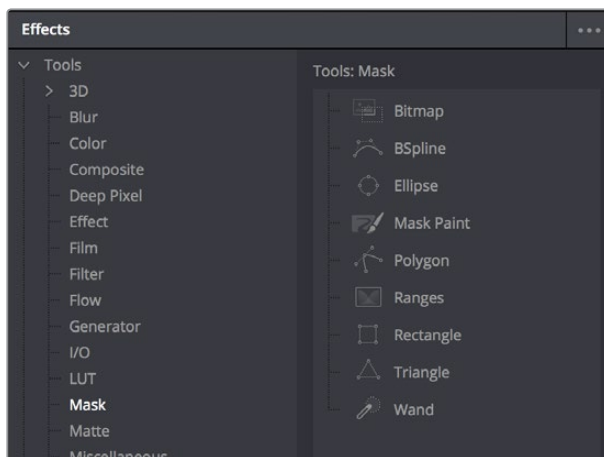 Effects
Tools
3D
Blur
Color
Composite
Deep Pixel
Effect
Film
Filter
Flow
Generator
I/O
LUT
Mask
Matte
Miscellaneous
Tools: Mask
Bitmap
BSpline
Ellipse
Mask Paint
Polygon
Ranges
Rectangle
Triangle
Wand